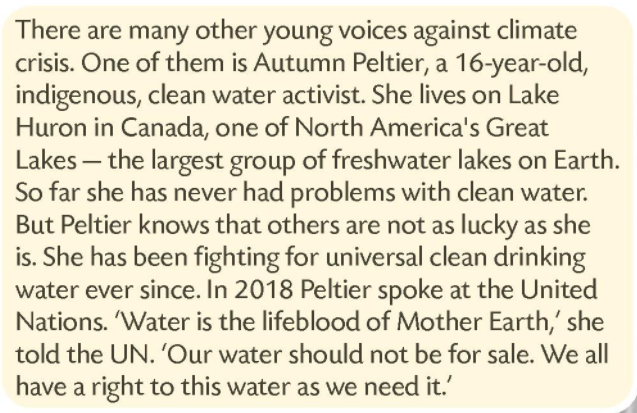 There are many other young voices against climate
crisis. One of them is Autumn Peltier, a 16-year-old,
indigenous, clean water activist. She lives on Lake
Huron in Canada, one of North America's Great
Lakes — the largest group of freshwater lakes on Earth.
So far she has never had problems with clean water.
But Peltier knows that others are not as lucky as she
is. She has been fighting for universal clean drinking
water ever since. In 2018 Peltier spoke at the United
Nations. ‘Water is the lifeblood of Mother Earth,’ she
told the UN. ‘Our water should not be for sale. We all
have a right to this water as we need it.’